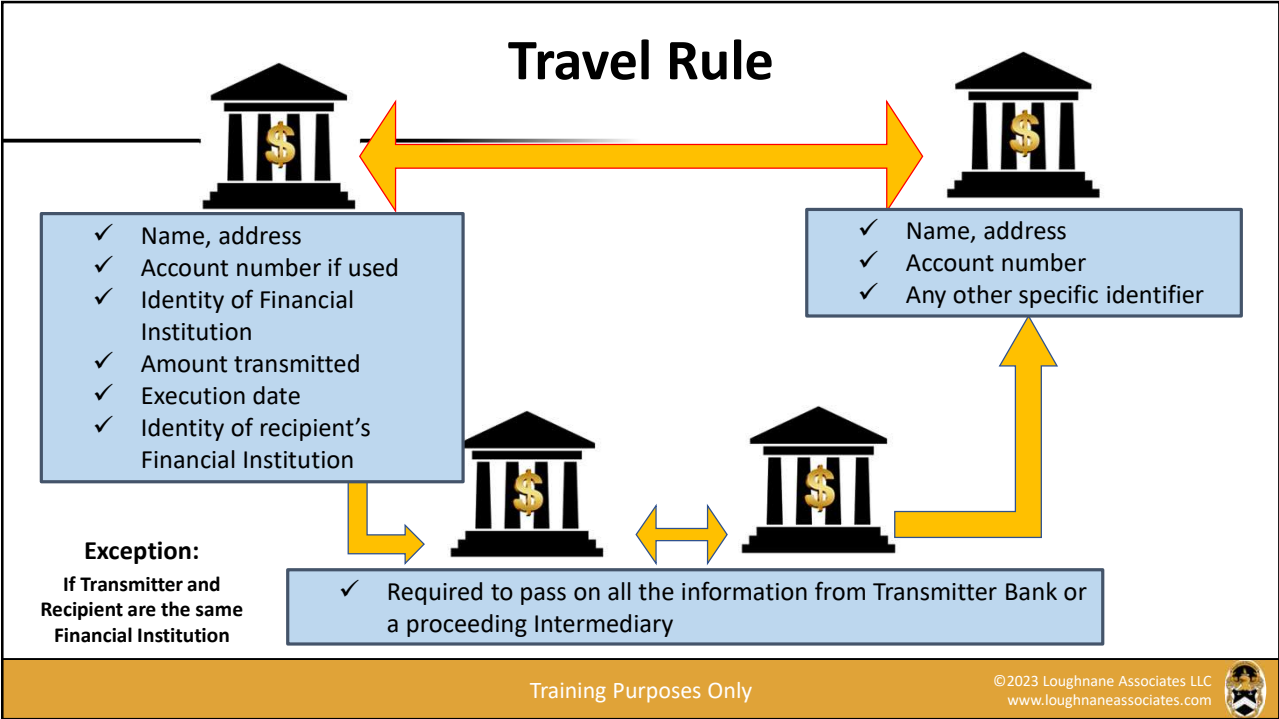 Travel Rule
✓ Name, address
✓ Account number if used
✓ Identity of Financial
Institution
✓ Amount transmitted
✓ Execution date
✓ Identity of recipient's
Financial Institution
✓ Name, address
✓ Account number
✓ Any other specific identifier
Exception:
If Transmitter and
Recipient are the same
Financial Institution
✓ Required to pass on all the information from Transmitter Bank or
a proceeding Intermediary
Training Purposes Only
©2023 Loughnane Associates LLC
www.loughnaneassociates.com